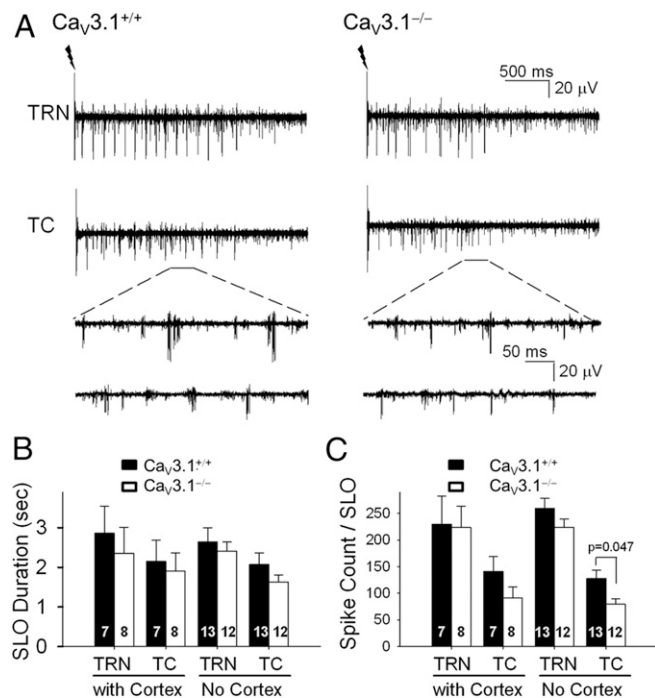 A
CaV3.1+/+
CaV3.1−/−
500 ms
20 µV
TRN
TC
50 ms
20 µV
B
CaV3.1+/+
CaV3.1−/−
SLO Duration (sec)
3
2
1
0
7 8 7 8 13 12 13 12
TRN TC TRN TC
with Cortex No Cortex
C
CaV3.1+/+
CaV3.1−/−
Spike Count / SLO
250
200
150
100
50
0
p=0.047
7 8 7 8 13 12 13 12
TRN TC TRN TC
with Cortex No Cortex